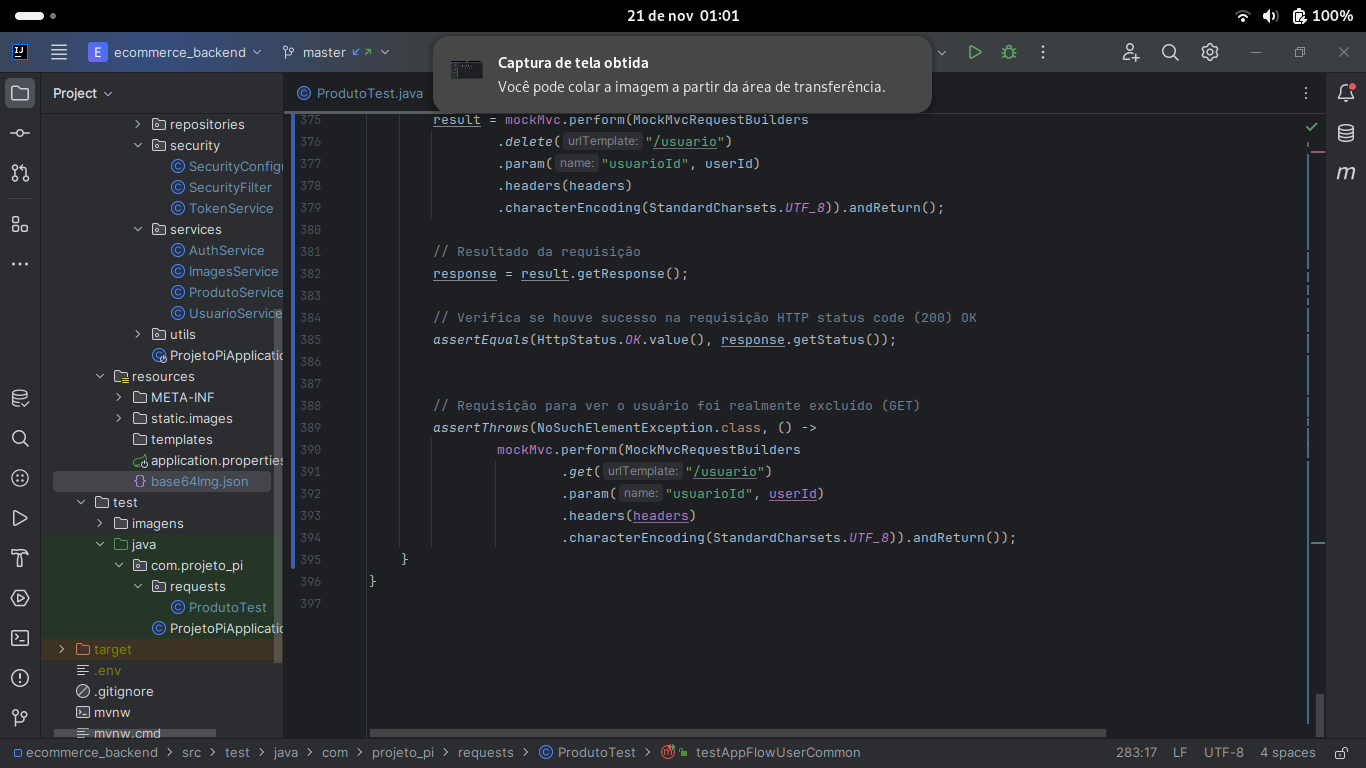 21 de nov 01:01
100%
IJ
E ecommerce_backend
master
Captura de tela obtida
Você pode colar a imagem a partir da área de transferência.
Project
ProdutoTest.java
repositories
security
SecurityConfigu
SecurityFilter
TokenService
services
AuthService
ImagesService
ProdutoService
UsuarioService
utils
ProjetoPiApplicatio
resources
META-INF
static.images
templates
application.properties
base64Img.json
test
imagens
java
com.projeto_pi
requests
ProdutoTest
ProjetoPiApplicatio
target
.env
.gitignore
mvnw
mvnw.cmd
375 result = mockMvc.perform(MockMvcRequestBuilders
376 .delete( urlTemplate: "/usuario")
377 .param( name: "usuarioId", userId)
378 .headers(headers)
379 .characterEncoding(StandardCharsets.UTF_8)).andReturn();
380
381 // Resultado da requisição
382 response = result.getResponse();
383
384 // Verifica se houve sucesso na requisição HTTP status code (200) OK
385 assertEquals(HttpStatus.OK.value(), response.getStatus());
386
387
388 // Requisição para ver o usuário foi realmente excluído (GET)
389 assertThrows(NoSuchElementException.class, () ->
390 mockMvc.perform(MockMvcRequestBuilders
391 .get( urlTemplate: "/usuario")
392 .param( name: "usuarioId", userId)
393 .headers(headers)
394 .characterEncoding(StandardCharsets.UTF_8)).andReturn());
395 }
396 }
397
m
ecommerce_backend > src > test > java > com > projeto_pi > requests > ProdutoTest > testAppFlowUserCommon
283:17 LF UTF-8 4 spaces